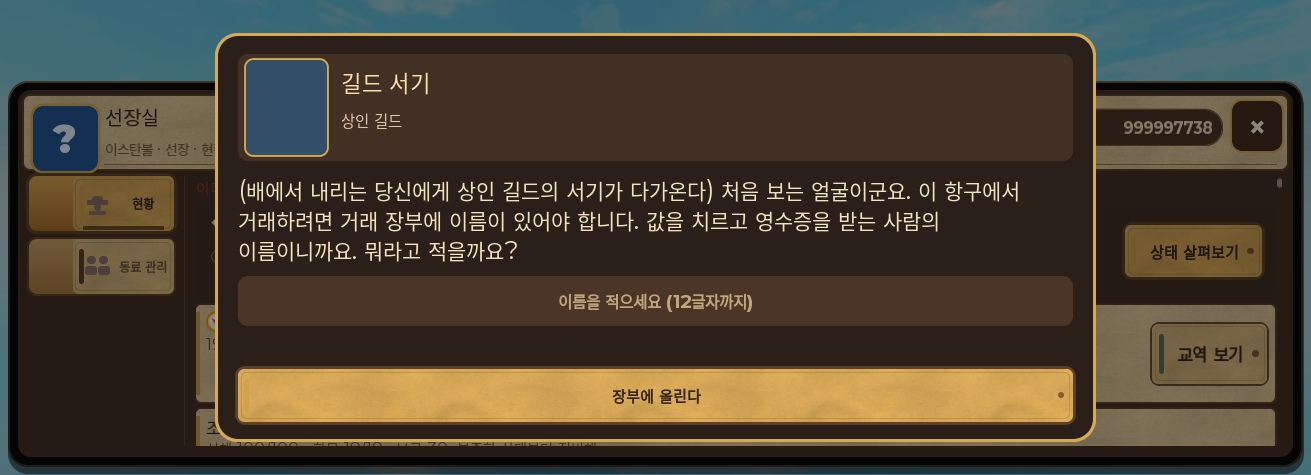 길드 서기
상인 길드
(배에서 내리는 당신에게 상인 길드의 서기가 다가온다) 처음 보는 얼굴이군요. 이 항구에서
거래하려면 거래 장부에 이름이 있어야 합니다. 값을 치르고 영수증을 받는 사람의
이름이니까요. 뭐라고 적을까요?
이름을 적으세요 (12글자까지)
장부에 올린다
?
선장실
이스탄불 · 선장 ·
999997738
×
현황
동료 관리
상태 살펴보기
교역 보기